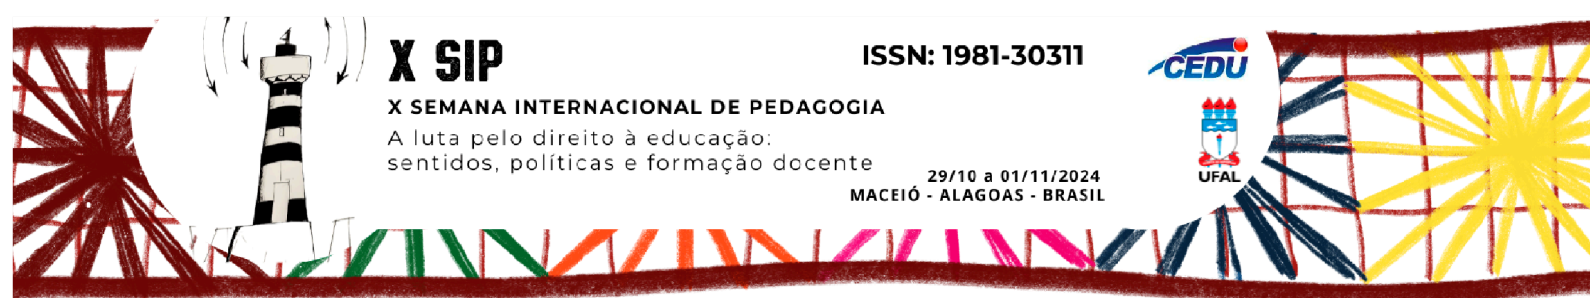 X SIP
ISSN: 1981-30311
CEDU
X SEMANA INTERNACIONAL DE PEDAGOGIA
A luta pelo direito à educação:
sentidos, políticas e formação docente
UFAL
29/10 a 01/11/2024
MACEIÓ - ALAGOAS - BRASIL